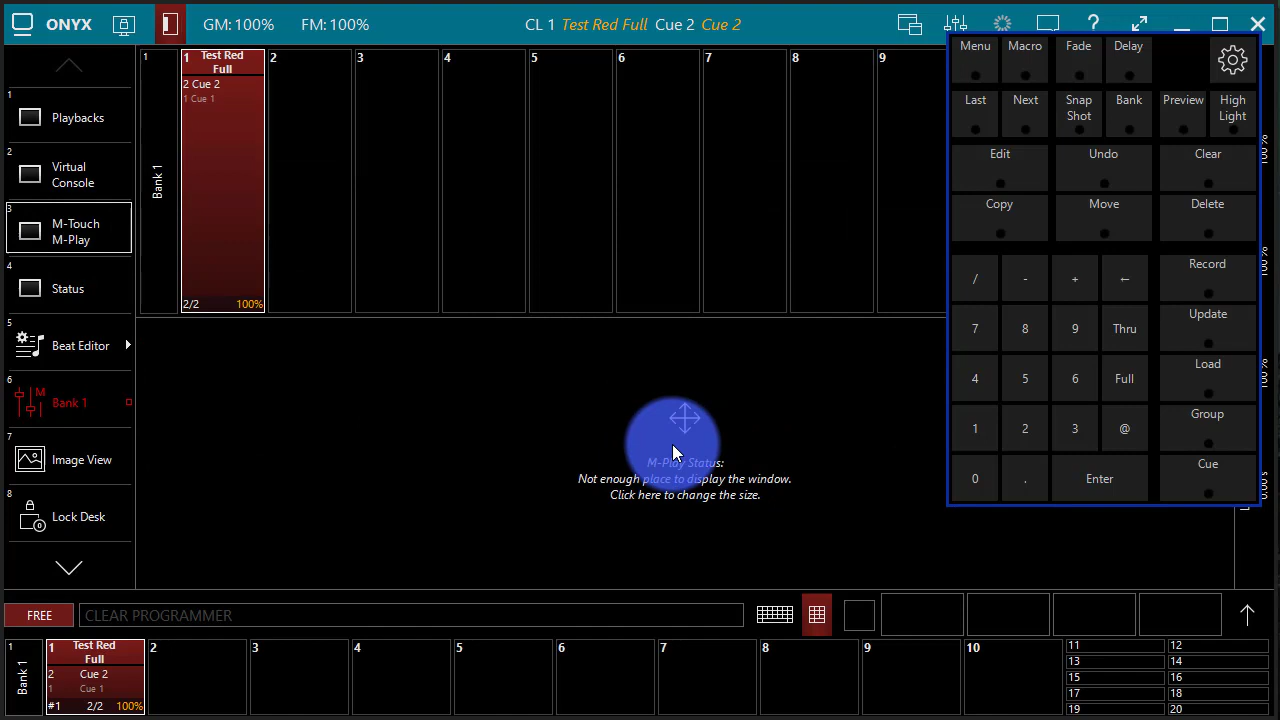 ONYX GM: 100% FM: 100% CL 1 Test Red Full Cue 2 Cue 2 ?
1 Playbacks
2 Virtual
Console
3 M-Touch
M-Play
4 Status
5 Beat Editor
6 M Bank 1
7 Image View
8 Lock Desk
1
Bank 1
1 Test Red
Full
2 Cue 2
1 Cue 1
2/2 100%
2
3
4
5
6
7
8
9
M-Play Status:
Not enough place to display the window.
Click here to change the size.
Menu Macro Fade Delay
Last Next Snap
Shot Bank Preview High
Light
Edit Undo Clear
Copy Move Delete
/ - + ← Record
7 8 9 Thru Update
4 5 6 Full Load
1 2 3 @ Group
0 . Enter Cue
100 %
100 %
100 %
FREE CLEAR PROGRAMMER
1
Bank 1
1 Test Red
Full
2 Cue 2
1 Cue 1
#1 2/2 100%
2
3
4
5
6
7
8
9
10
11 12
13 14
15 16
17 18
19 20